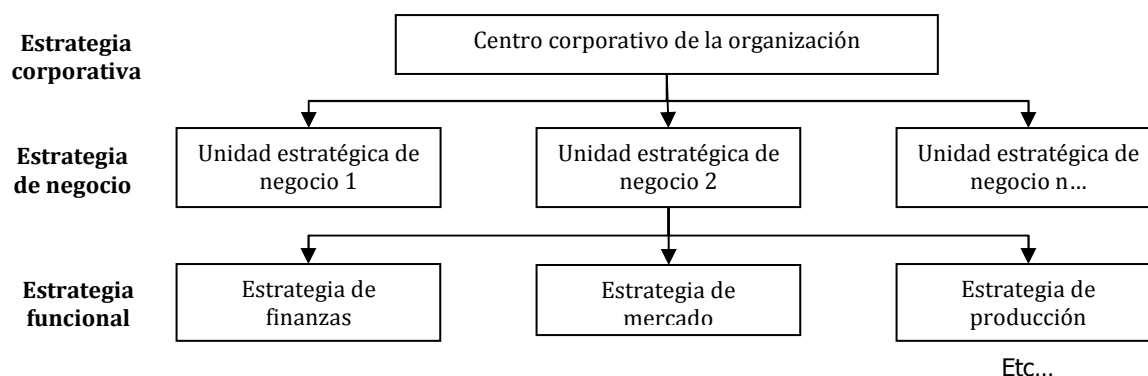 Estrategia
corporativa
Centro corporativo de la organización
Estrategia
de negocio
Unidad estratégica de
negocio 1
Unidad estratégica de
negocio 2
Unidad estratégica de
negocio n...
Estrategia
funcional
Estrategia de
finanzas
Estrategia de
mercado
Estrategia de
producción
Etc...